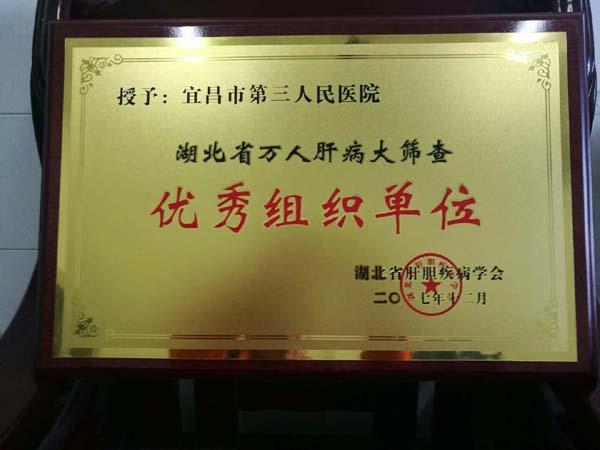 授予：宜昌市第三人民医院
湖北省万人肝病大筛查
优秀组织单位
湖北省肝胆疾病学会
二〇一七年十二月